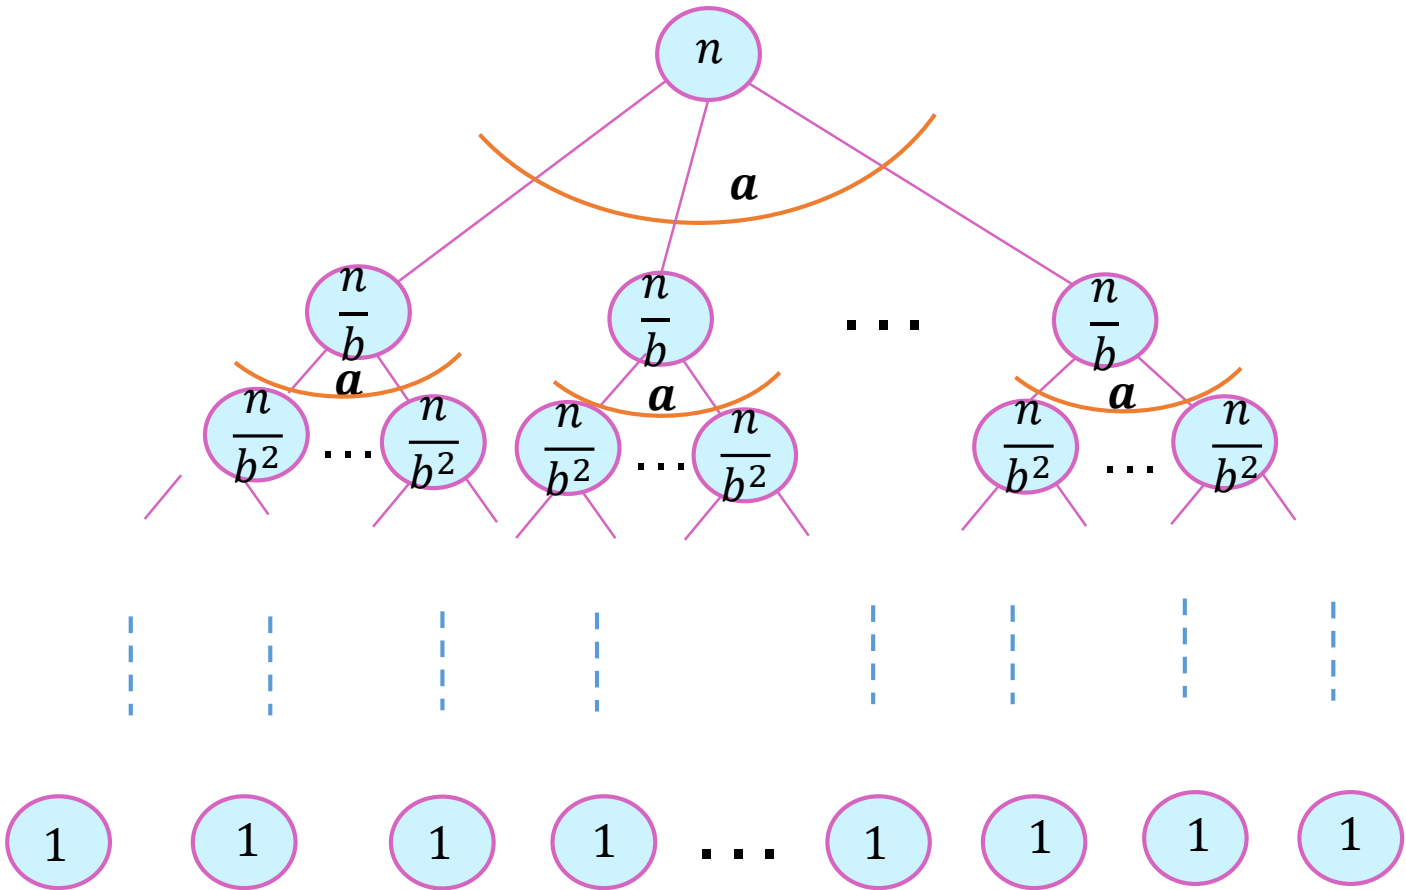 n
a
n/b n/b ... n/b
a a a
n/b² ... n/b² n/b² ... n/b² n/b² ... n/b²
1 1 1 1 ... 1 1 1 1